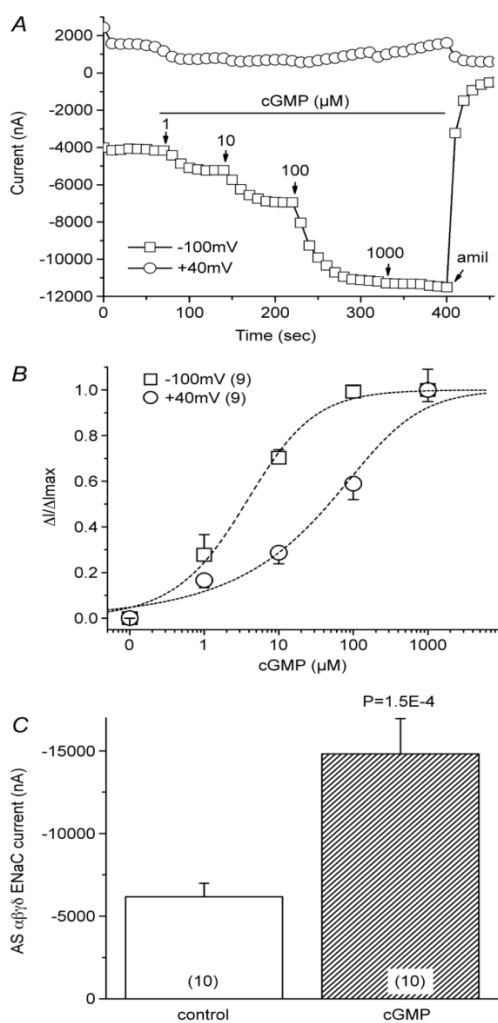 A
2000
0
-2000
-4000
-6000
-8000
-10000
-12000
Current (nA)
cGMP (µM)
1
10
100
1000
amil
-100mV
+40mV
0
100
200
300
400
Time (sec)
B
-100mV (9)
+40mV (9)
1.0
0.8
0.6
0.4
0.2
0.0
ΔI/ΔImax
0
1
10
100
1000
cGMP (µM)
C
P=1.5E-4
-15000
-10000
-5000
0
AS αβγδ ENaC current (nA)
(10)
(10)
control
cGMP